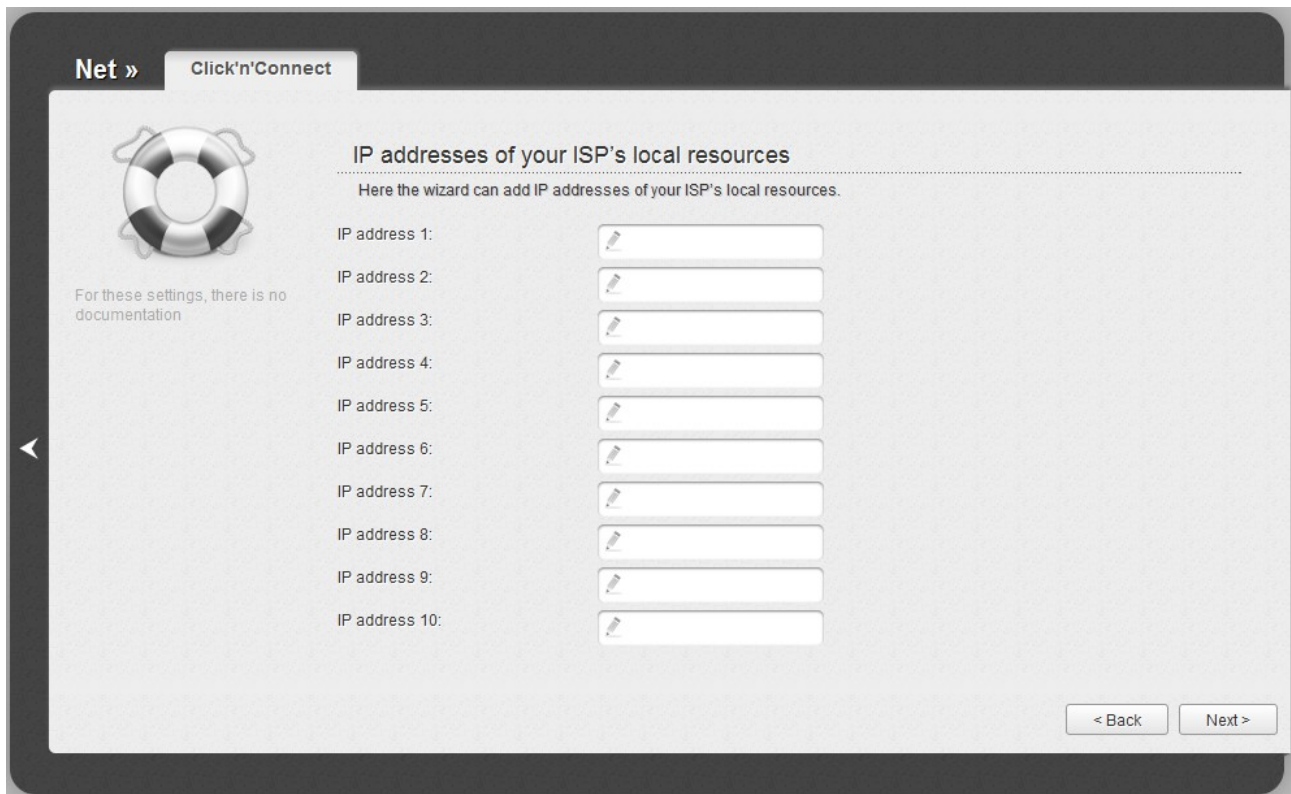 Net »
Click'n'Connect
IP addresses of your ISP's local resources
Here the wizard can add IP addresses of your ISP's local resources.
For these settings, there is no
documentation
IP address 1:
IP address 2:
IP address 3:
IP address 4:
IP address 5:
IP address 6:
IP address 7:
IP address 8:
IP address 9:
IP address 10:
< Back
Next >